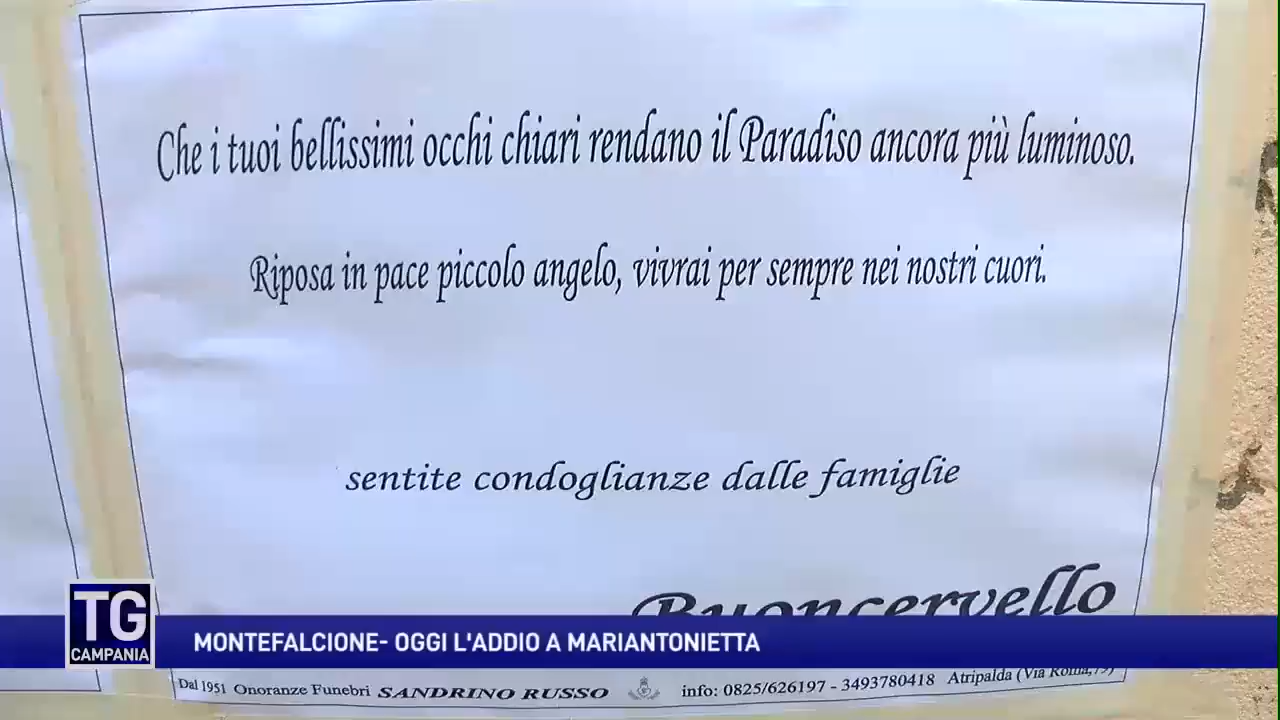 Che i tuoi bellissimi occhi chiari rendano il Paradiso ancora più luminoso.
Riposa in pace piccolo angelo, vivrai per sempre nei nostri cuori.
sentite condoglianze dalle famiglie
Buoncervello
TG
CAMPANIA
MONTEFALCIONE- OGGI L'ADDIO A MARIANTONIETTA
Dal 1951 Onoranze Funebri SANDRINO RUSSO info: 0825/626197 - 3493780418 Atripalda (Via Roma,79)